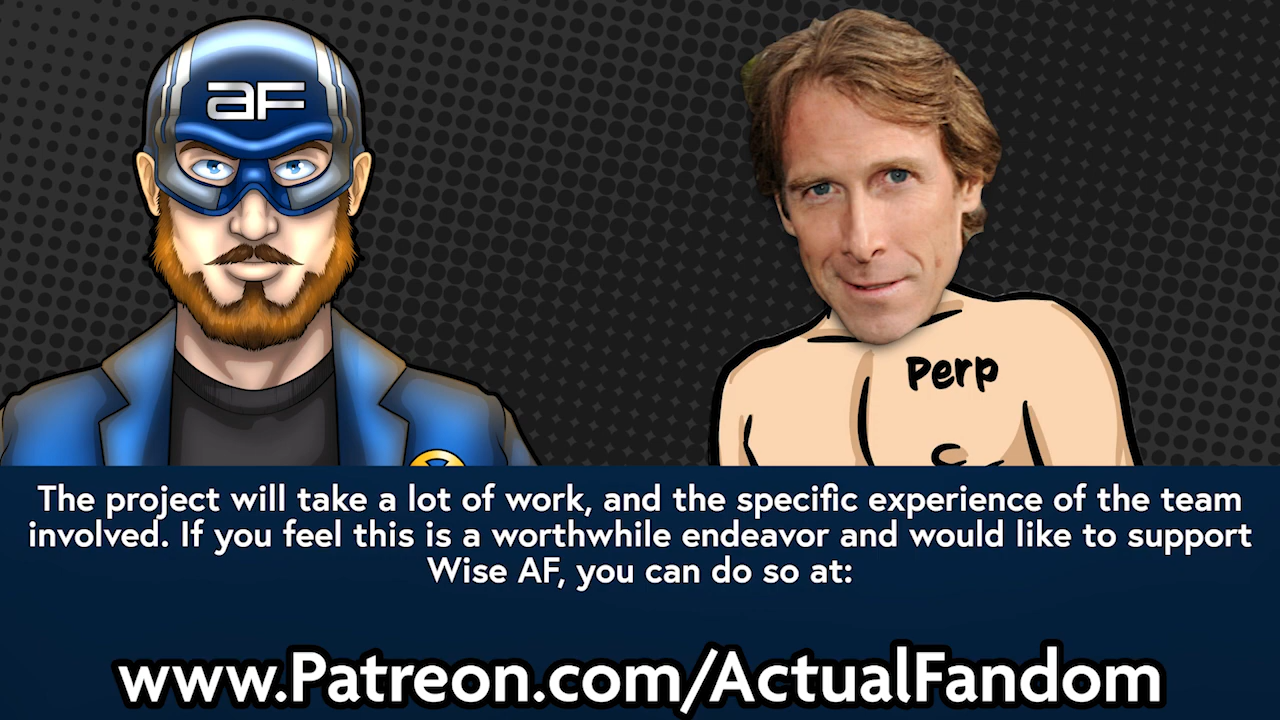 aF
Perp
The project will take a lot of work, and the specific experience of the team
involved. If you feel this is a worthwhile endeavor and would like to support
Wise AF, you can do so at:
www.Patreon.com/ActualFandom